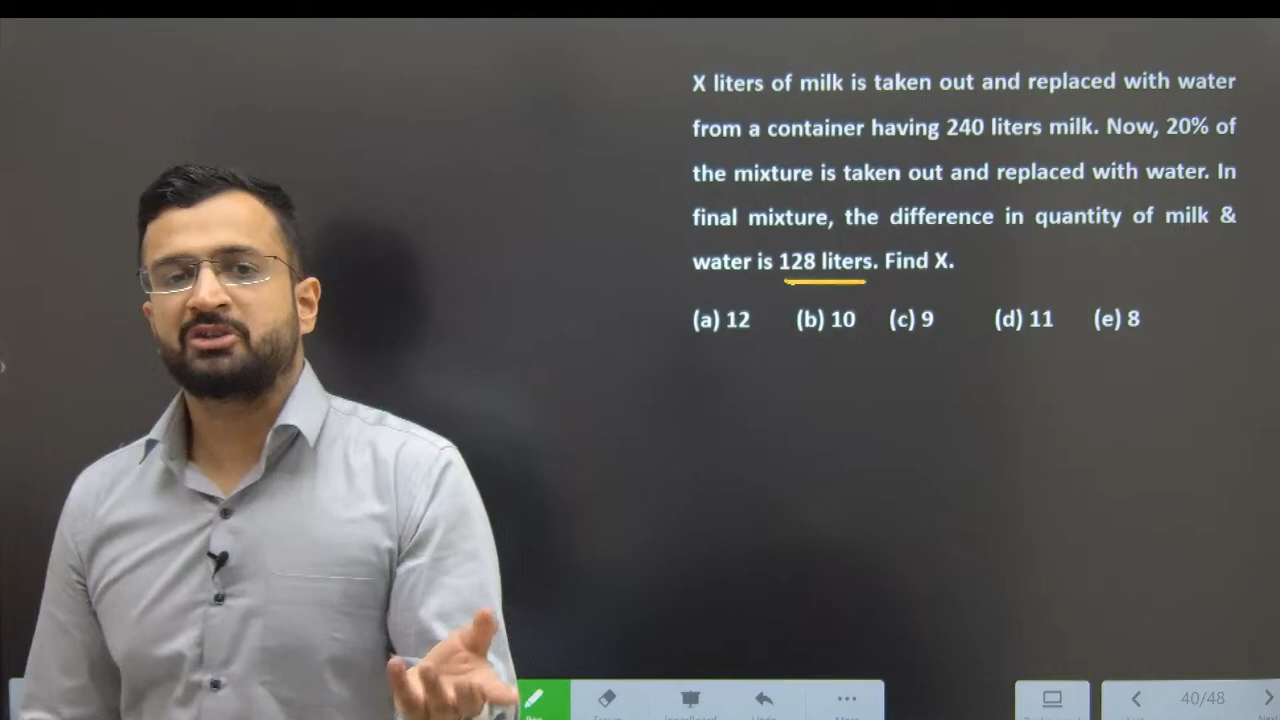 X liters of milk is taken out and replaced with water
from a container having 240 liters milk. Now, 20% of
the mixture is taken out and replaced with water. In
final mixture, the difference in quantity of milk &
water is 128 liters. Find X.
(a) 12 (b) 10 (c) 9 (d) 11 (e) 8
40/48